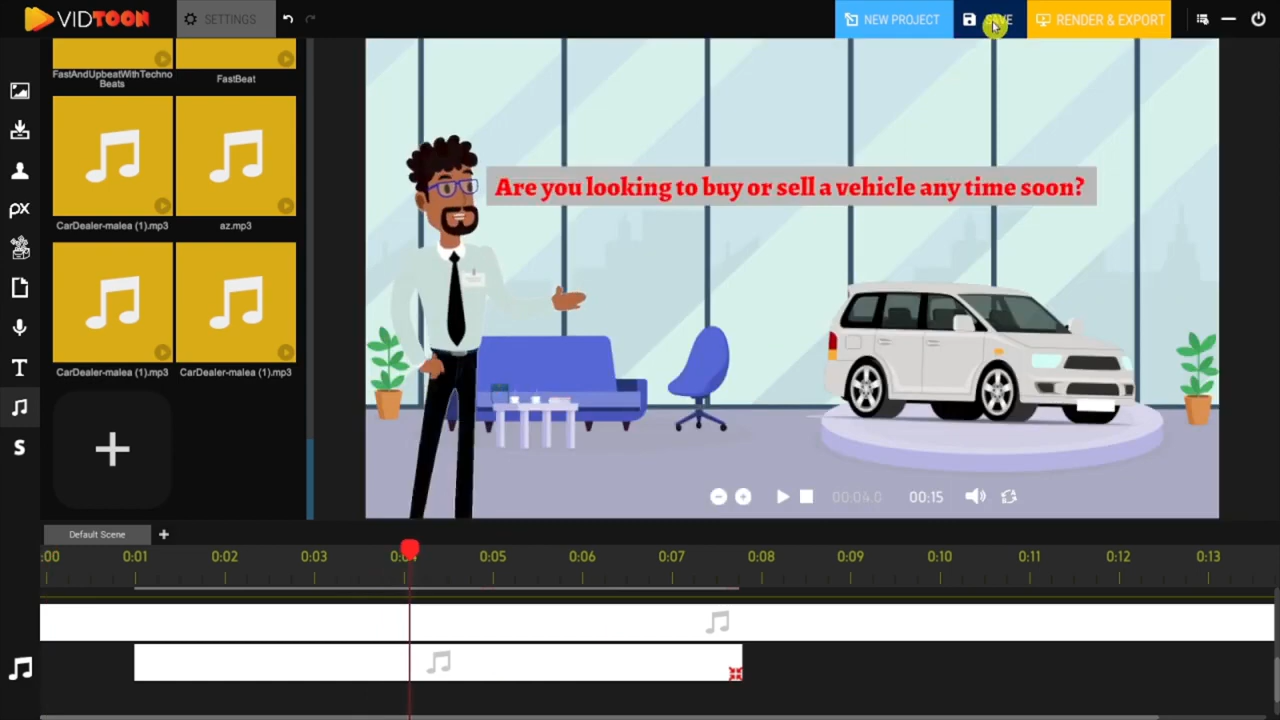 VIDTOON
SETTINGS
NEW PROJECT
SAVE
RENDER & EXPORT
FastAndUpbeatWithTechno
Beats
FastBeat
CarDealer-malea (1).mp3
az.mp3
CarDealer-malea (1).mp3
CarDealer-malea (1).mp3
px
T
S
Are you looking to buy or sell a vehicle any time soon?
00:04.0
00:15
Default Scene
:00
0:01
0:02
0:03
0:04
0:05
0:06
0:07
0:08
0:09
0:10
0:11
0:12
0:13